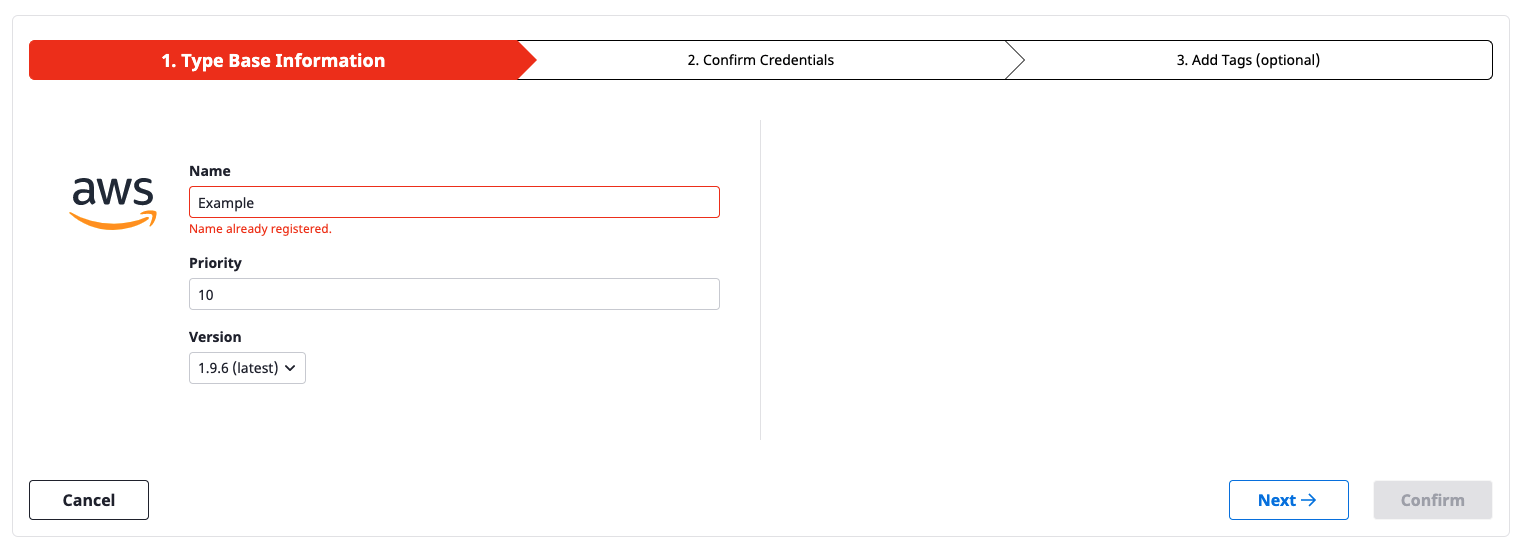 1. Type Base Information
2. Confirm Credentials
3. Add Tags (optional)
aws
Name
Example
Name already registered.
Priority
10
Version
1.9.6 (latest)
Cancel
Next
Confirm